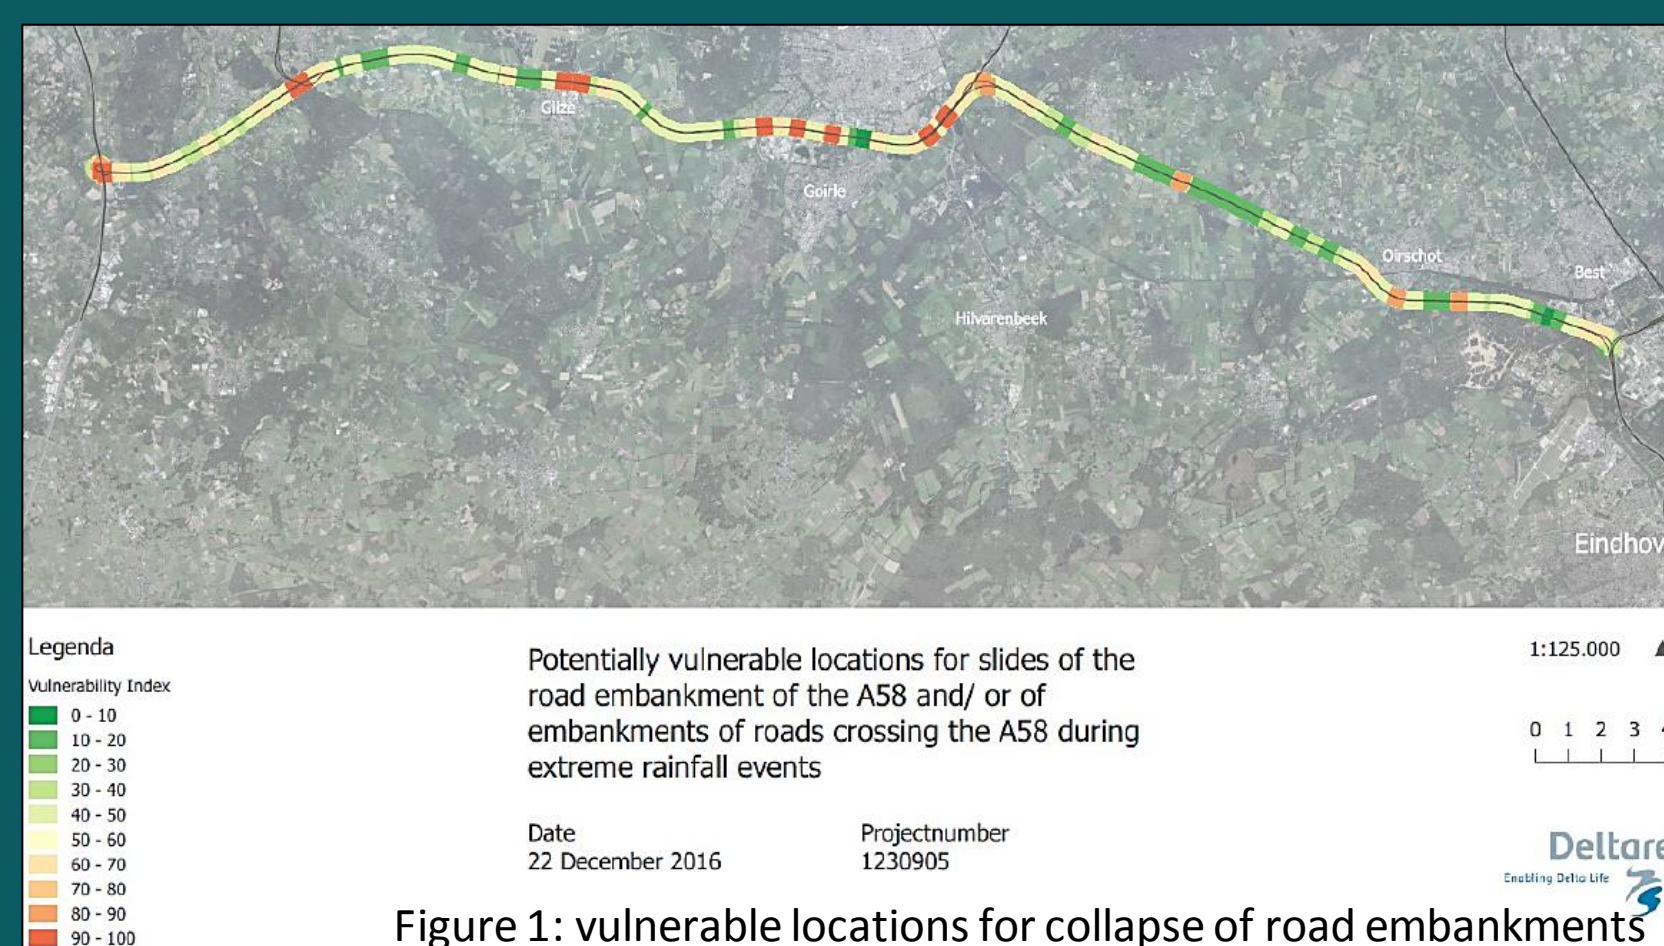 Gilze
Goirle
Oirschot
Best
Hilvarenbeek
Eindhov
Legenda
Vulnerability Index
0 - 10
10 - 20
20 - 30
30 - 40
40 - 50
50 - 60
60 - 70
70 - 80
80 - 90
90 - 100
Potentially vulnerable locations for slides of the
road embankment of the A58 and/ or of
embankments of roads crossing the A58 during
extreme rainfall events
Date
22 December 2016
Projectnumber
1230905
1:125.000
0 1 2 3
Deltare
Enabling Delta Life
Figure 1: vulnerable locations for collapse of road embankments